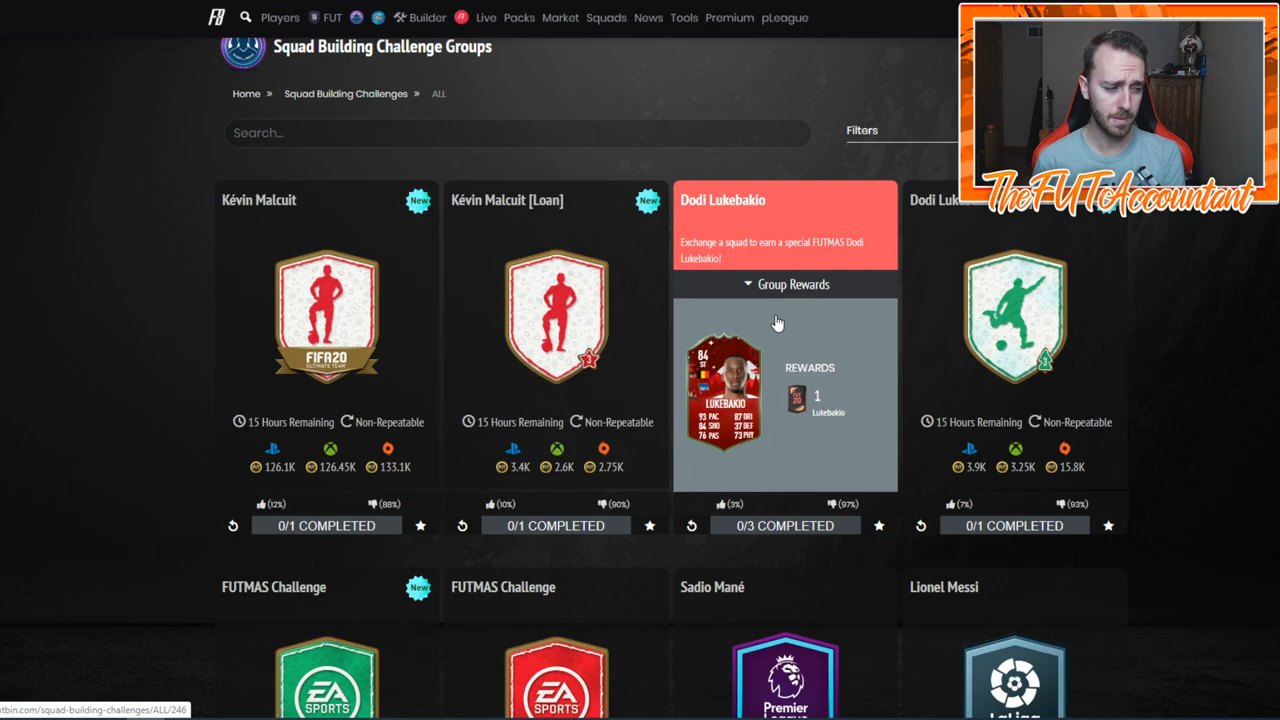 F8 Players FUT Builder Live Packs Market Squads News Tools Premium pLeague
Squad Building Challenge Groups
Home » Squad Building Challenges » ALL
Search...
Filters
TheFUTAccountant
Kévin Malcuit
New
15 Hours Remaining Non-Repeatable
126.1K 126.45K 133.1K
(12%) (88%)
0/1 COMPLETED
FIFA20
ULTIMATE TEAM
Kévin Malcuit [Loan]
New
3
15 Hours Remaining Non-Repeatable
3.4K 2.6K 2.75K
(10%) (90%)
0/1 COMPLETED
Dodi Lukebakio
Exchange a squad to earn a special FUTMAS Dodi
Lukebakio!
Group Rewards
84
ST
LUKEBAKIO
93 PAC 87 DRI
84 SHO 37 DEF
76 PAS 73 PHY
REWARDS
1
Lukebakio
(3%) (97%)
0/3 COMPLETED
Dodi Luke
3
15 Hours Remaining Non-Repeatable
3.9K 3.25K 15.8K
(7%) (93%)
0/1 COMPLETED
FUTMAS Challenge
New
EA
SPORTS
FUTMAS Challenge
EA
SPORTS
Sadio Mané
Premier
Lionel Messi
LaLiga
utbin.com/squad-building-challenges/ALL/246